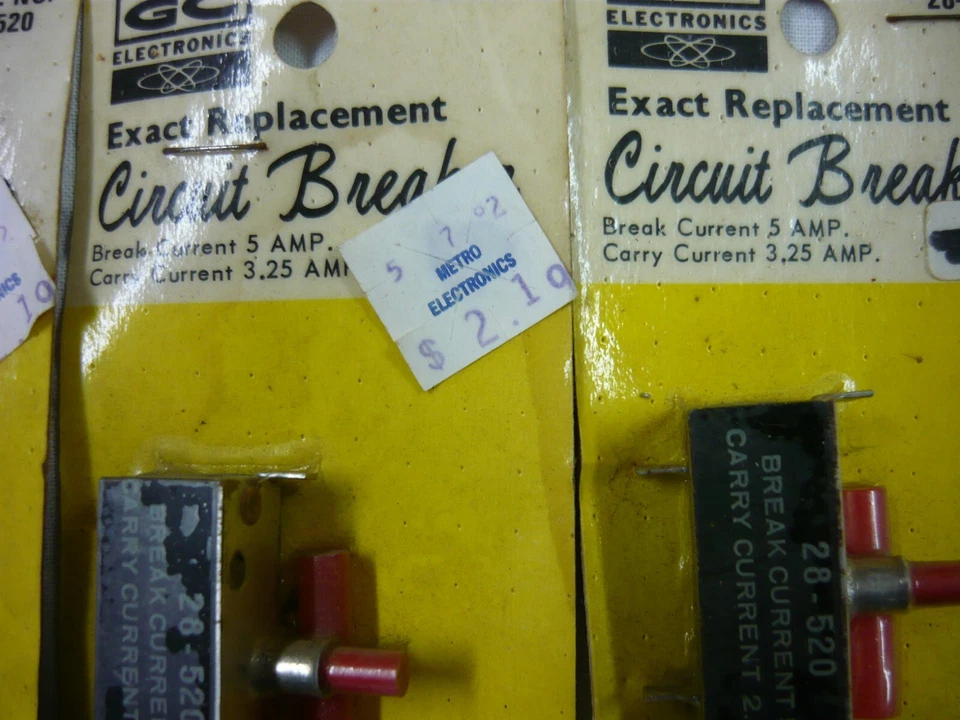 520
GC
ELECTRONICS
Exact Replacement
Circuit Breaker
Break Current 5 AMP.
Carry Current 3.25 AMP
5 7 02
METRO
ELECTRONICS
$ 2.19
28-520
BREAK CURRENT
CARRY CURRENT
ELECTRONICS
Exact Replacement
Circuit Break
Break Current 5 AMP.
Carry Current 3.25 AMP.
28-520
BREAK CURRENT
CARRY CURRENT 2.